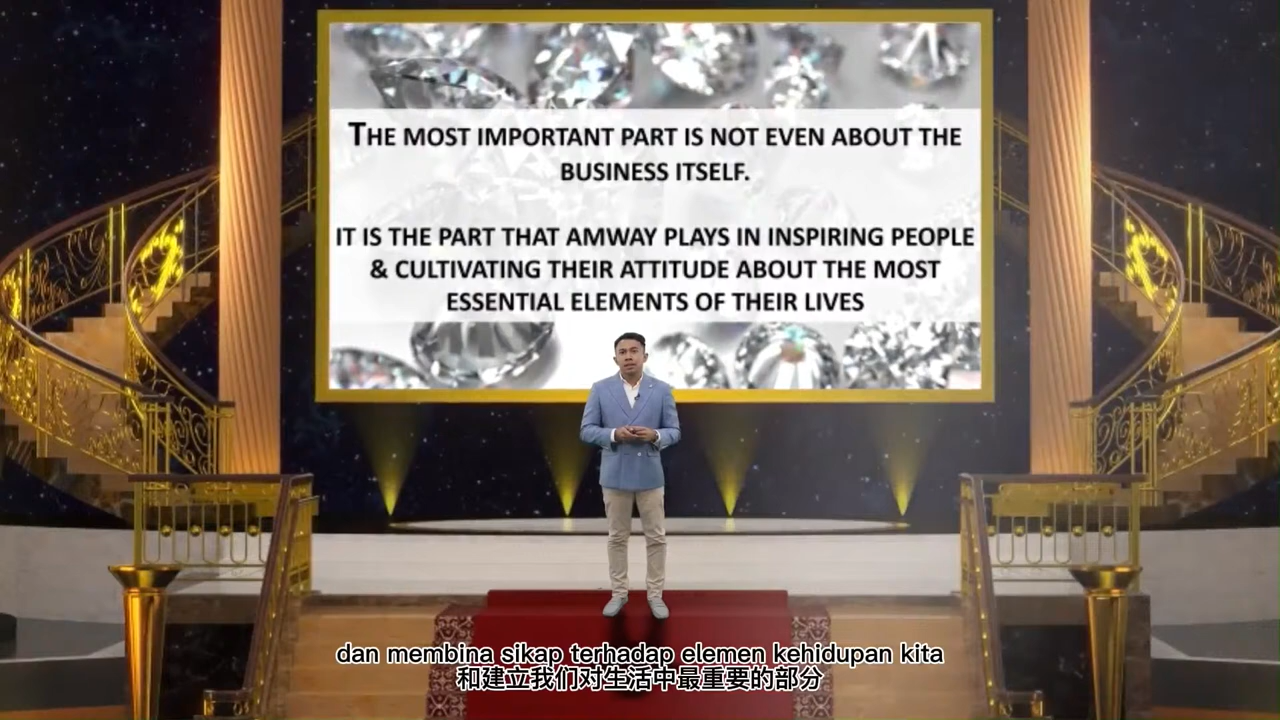 THE MOST IMPORTANT PART IS NOT EVEN ABOUT THE
BUSINESS ITSELF.
IT IS THE PART THAT AMWAY PLAYS IN INSPIRING PEOPLE
& CULTIVATING THEIR ATTITUDE ABOUT THE MOST
ESSENTIAL ELEMENTS OF THEIR LIVES
dan membina sikap terhadap elemen kehidupan kita
和建立我们对生活中最重要的部分